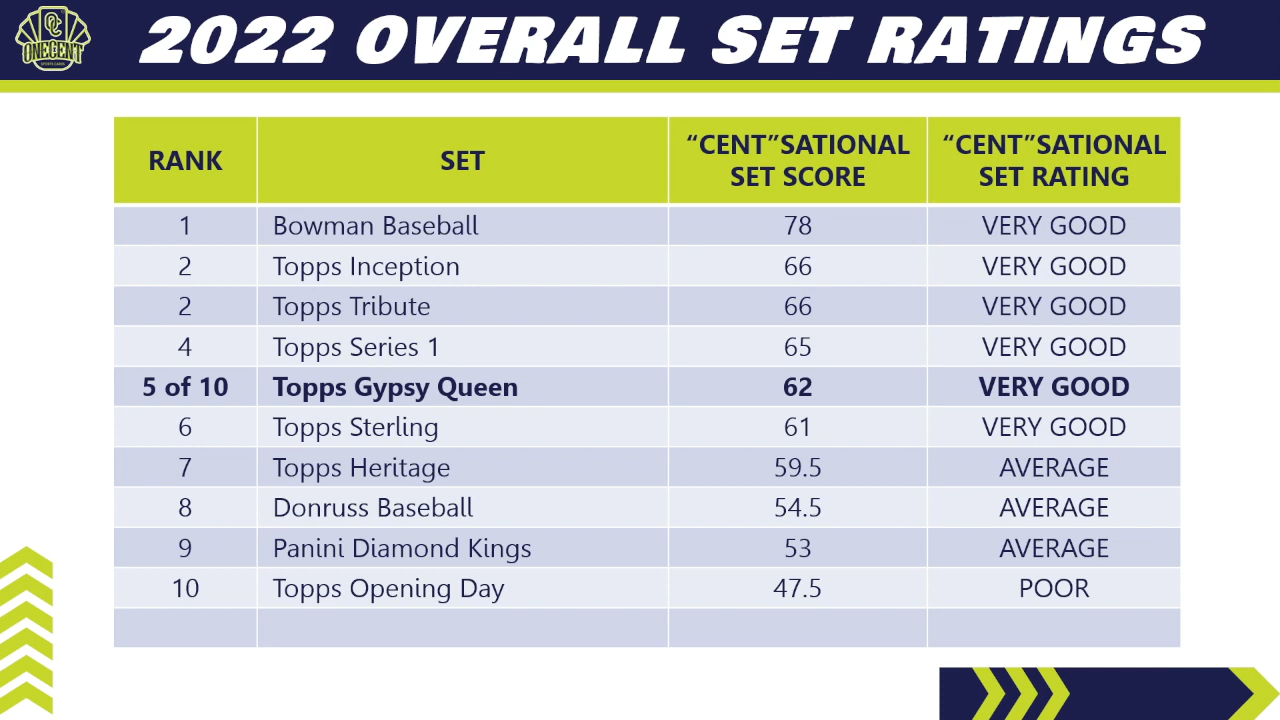 OC
ONECENT
SPORTS CARDS
2022 OVERALL SET RATINGS
RANK
SET
“CENT”SATIONAL
SET SCORE
“CENT”SATIONAL
SET RATING
1 Bowman Baseball 78 VERY GOOD
2 Topps Inception 66 VERY GOOD
2 Topps Tribute 66 VERY GOOD
4 Topps Series 1 65 VERY GOOD
5 of 10 Topps Gypsy Queen 62 VERY GOOD
6 Topps Sterling 61 VERY GOOD
7 Topps Heritage 59.5 AVERAGE
8 Donruss Baseball 54.5 AVERAGE
9 Panini Diamond Kings 53 AVERAGE
10 Topps Opening Day 47.5 POOR